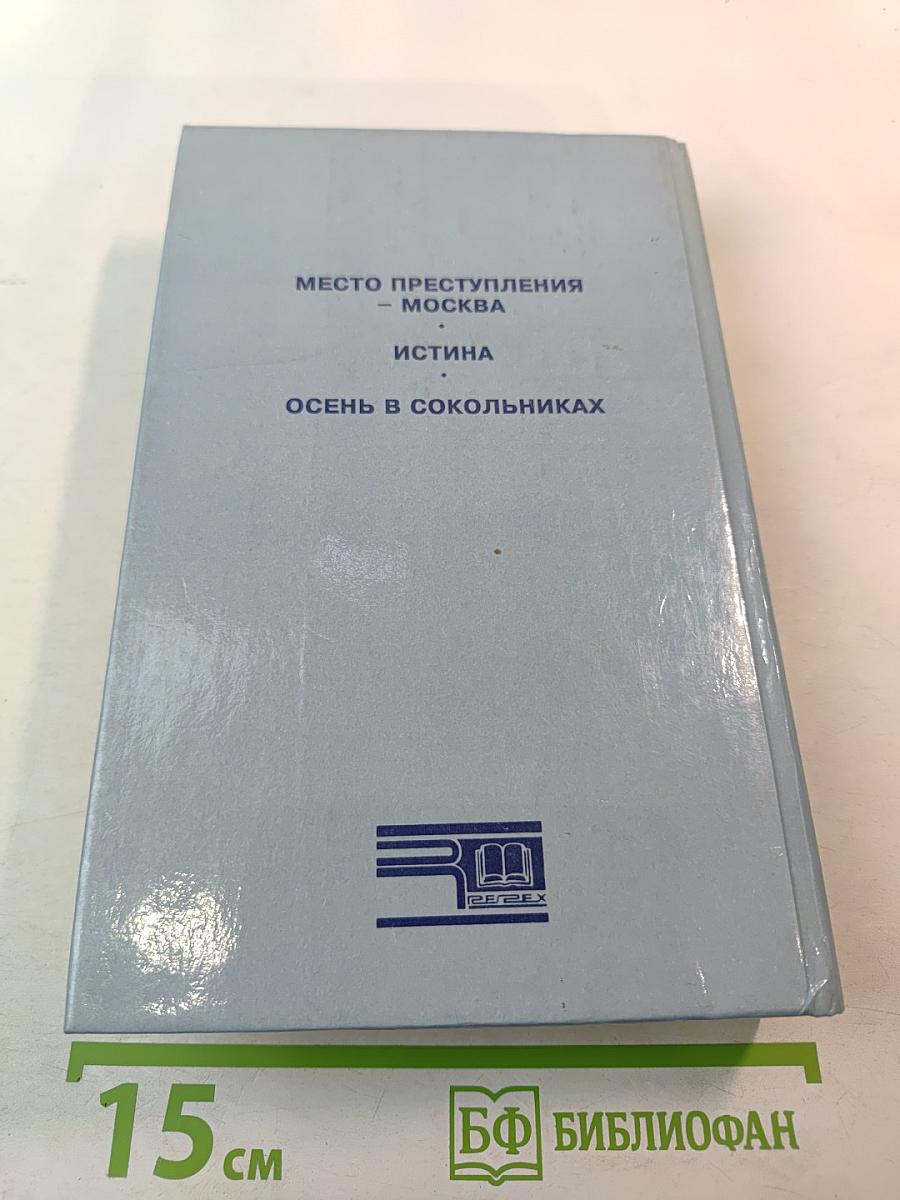 МЕСТО ПРЕСТУПЛЕНИЯ
– МОСКВА
•
ИСТИНА
•
ОСЕНЬ В СОКОЛЬНИКАХ
15 см
БФ БИБЛИОФАН